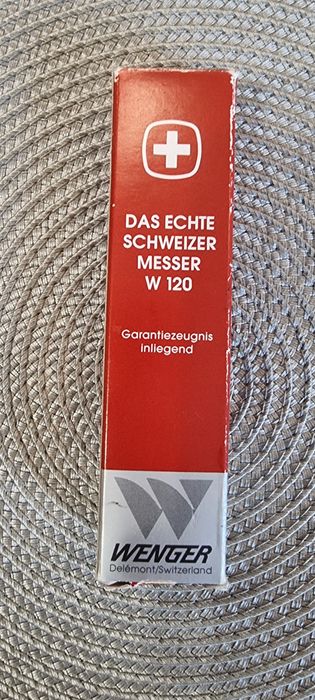 DAS ECHTE
SCHWEIZER
MESSER
W 120
Garantiezeugnis
inliegend
WENGER
Delémont/Switzerland